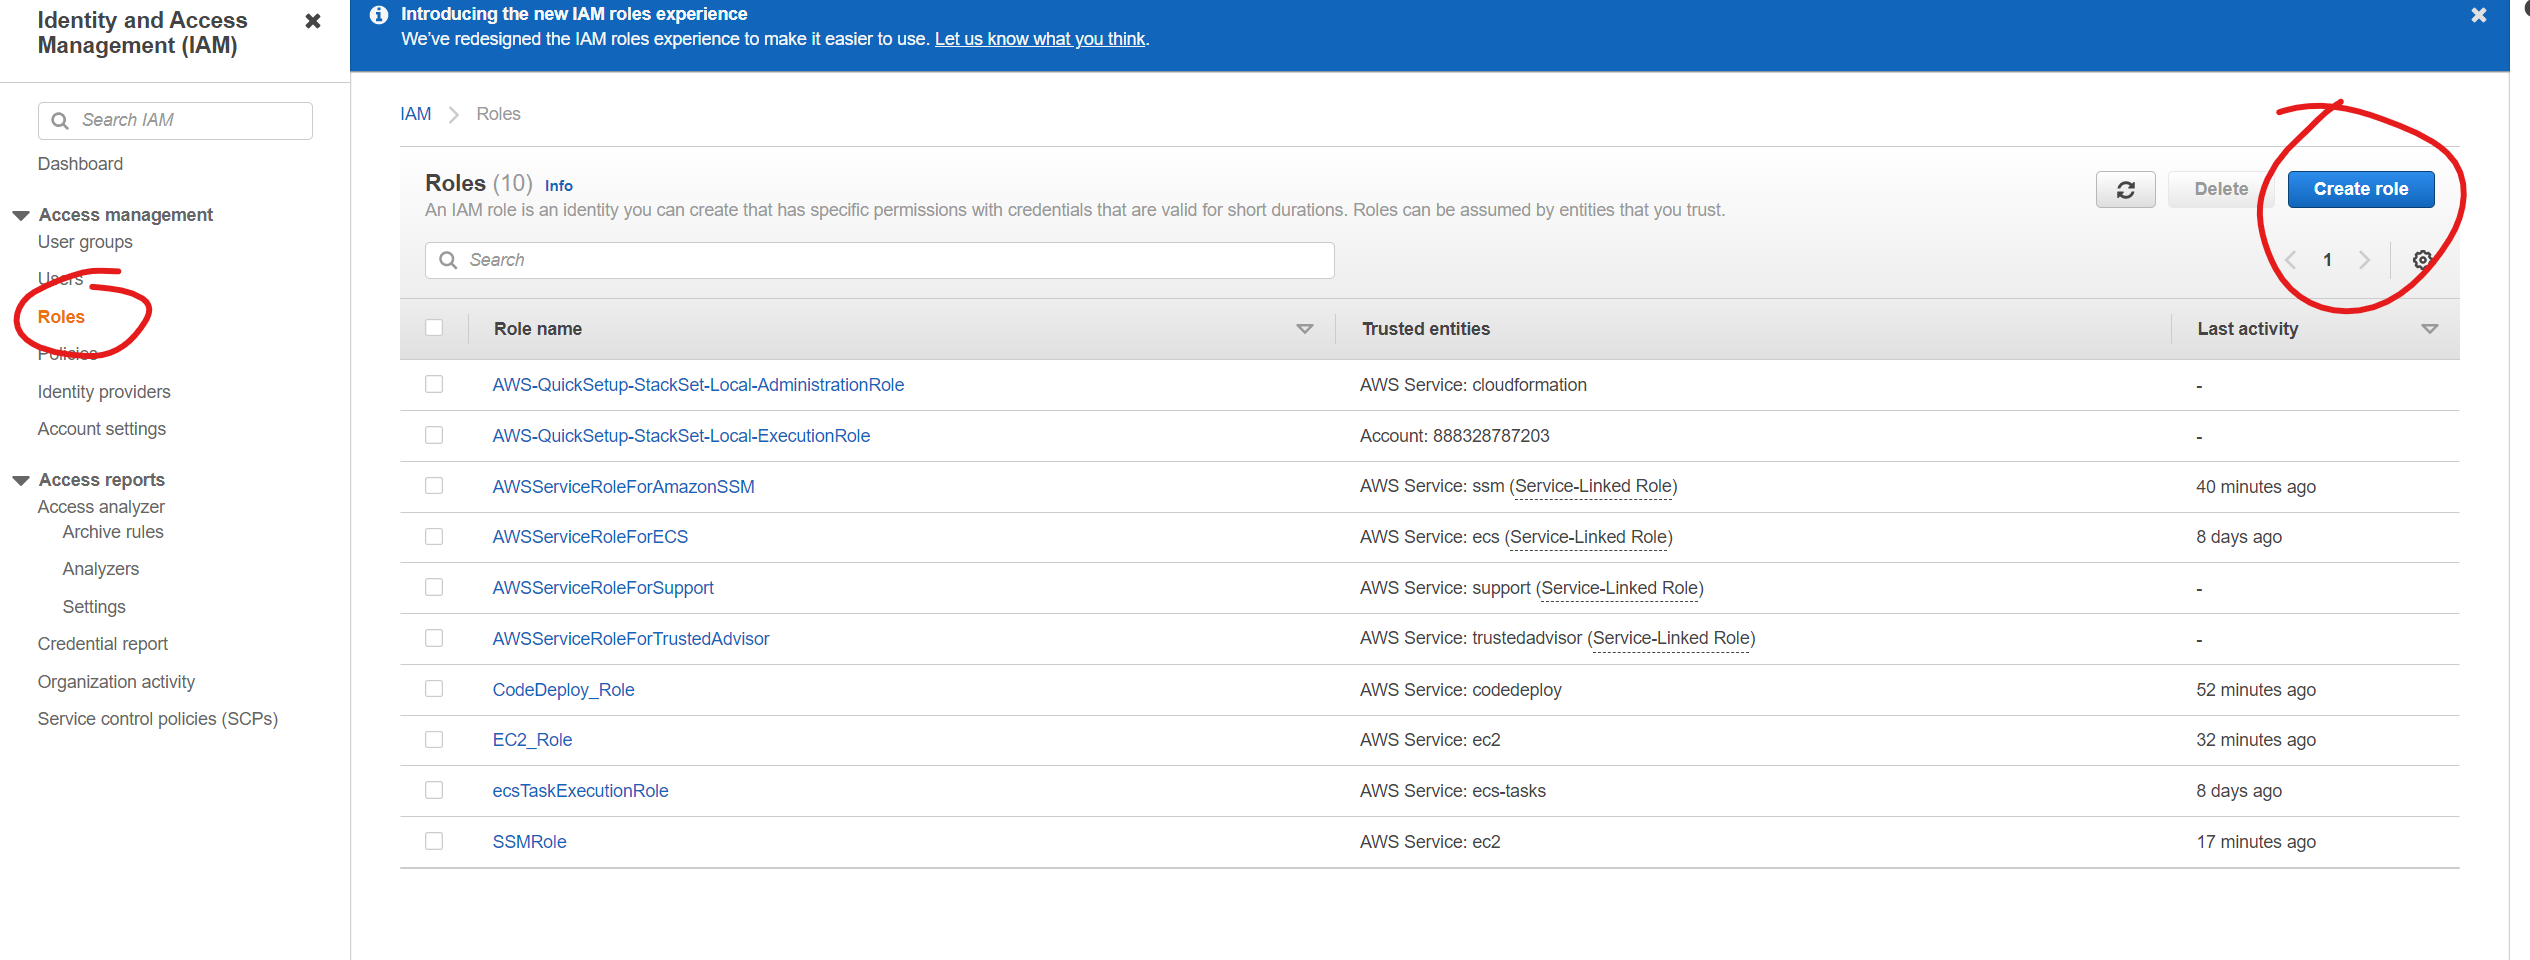 Identity and Access
Management (IAM)
Search IAM
Dashboard
Access management
User groups
Users
Roles
Policies
Identity providers
Account settings
Access reports
Access analyzer
Archive rules
Analyzers
Settings
Credential report
Organization activity
Service control policies (SCPs)
Introducing the new IAM roles experience
We've redesigned the IAM roles experience to make it easier to use. Let us know what you think.
IAM Roles
Roles (10) Info
An IAM role is an identity you can create that has specific permissions with credentials that are valid for short durations. Roles can be assumed by entities that you trust.
Delete Create role
Search
1
Role name Trusted entities Last activity
AWS-QuickSetup-StackSet-Local-AdministrationRole AWS Service: cloudformation -
AWS-QuickSetup-StackSet-Local-ExecutionRole Account: 888328787203 -
AWSServiceRoleForAmazonSSM AWS Service: ssm (Service-Linked Role) 40 minutes ago
AWSServiceRoleForECS AWS Service: ecs (Service-Linked Role) 8 days ago
AWSServiceRoleForSupport AWS Service: support (Service-Linked Role) -
AWSServiceRoleForTrustedAdvisor AWS Service: trustedadvisor (Service-Linked Role) -
CodeDeploy_Role AWS Service: codedeploy 52 minutes ago
EC2_Role AWS Service: ec2 32 minutes ago
ecsTaskExecutionRole AWS Service: ecs-tasks 8 days ago
SSMRole AWS Service: ec2 17 minutes ago